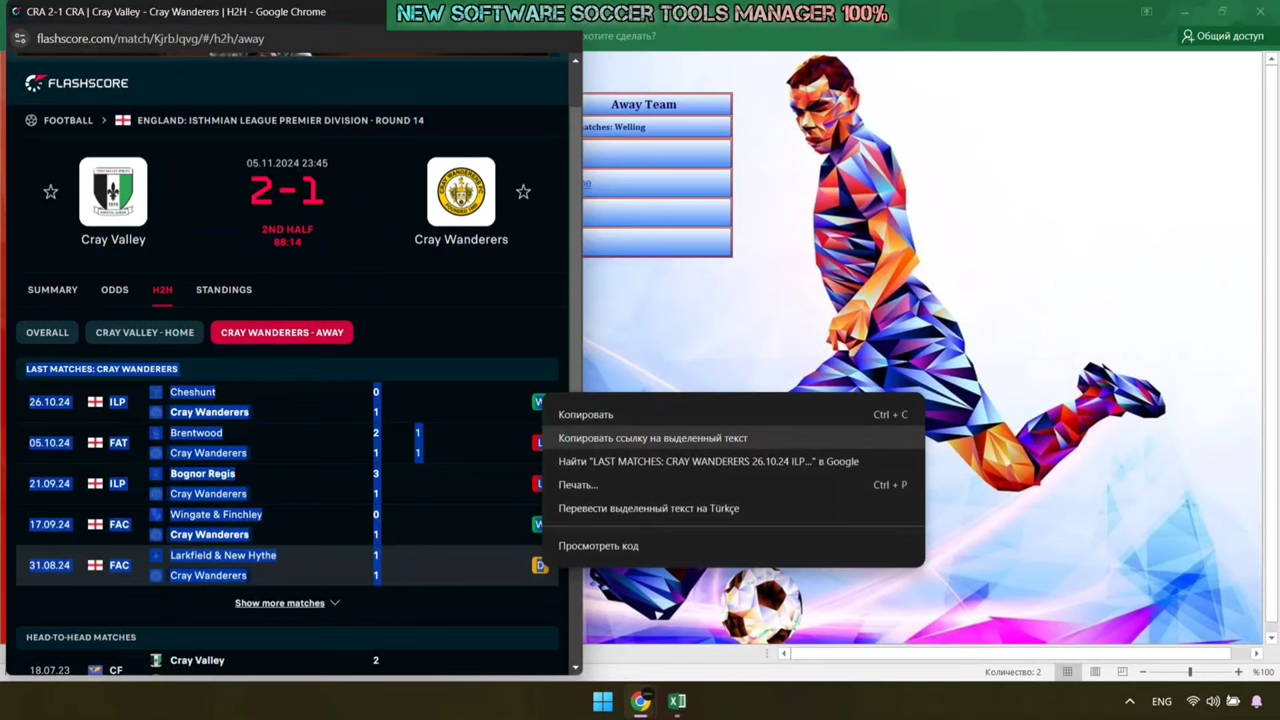 CRA 2-1 CRA | Cray Valley - Cray Wanderers | H2H - Google Chrome
NEW SOFTWARE SOCCER TOOLS MANAGER 100%
flashscore.com/match/KjrbJqvg/#/h2h/away
хотите сделать?
Общий доступ
FLASHSCORE
FOOTBALL > ENGLAND: ISTHMIAN LEAGUE PREMIER DIVISION - ROUND 14
05.11.2024 23:45
2-1
2ND HALF
88:14
Cray Valley
Cray Wanderers
SUMMARY ODDS H2H STANDINGS
OVERALL CRAY VALLEY - HOME CRAY WANDERERS - AWAY
LAST MATCHES: CRAY WANDERERS
26.10.24 ILP Cheshunt 0
Cray Wanderers 1 W
05.10.24 FAT Brentwood 2 1
Cray Wanderers 1 1 L
21.09.24 ILP Bognor Regis 3
Cray Wanderers 1 L
17.09.24 FAC Wingate & Finchley 0
Cray Wanderers 1 W
31.08.24 FAC Larkfield & New Hythe 1
Cray Wanderers 1 D
Show more matches
HEAD-TO-HEAD MATCHES
18.07.23 CF Cray Valley 2
Away Team
atches: Welling
Копировать Ctrl + C
Копировать ссылку на выделенный текст
Найти "LAST MATCHES: CRAY WANDERERS 26.10.24 ILP..." в Google
Печать... Ctrl + P
Перевести выделенный текст на Türkçe
Просмотреть код
Количество: 2
%100
ENG